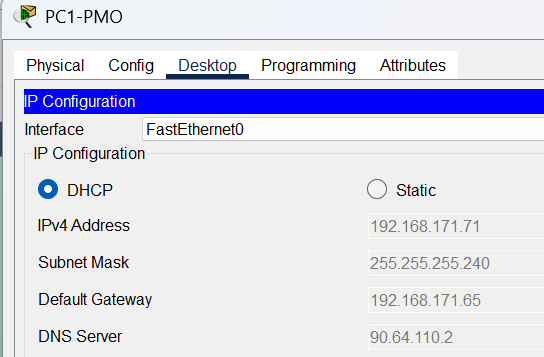 PC1-PMO
Physical Config Desktop Programming Attributes
IP Configuration
Interface FastEthernet0
IP Configuration
DHCP Static
IPv4 Address 192.168.171.71
Subnet Mask 255.255.255.240
Default Gateway 192.168.171.65
DNS Server 90.64.110.2